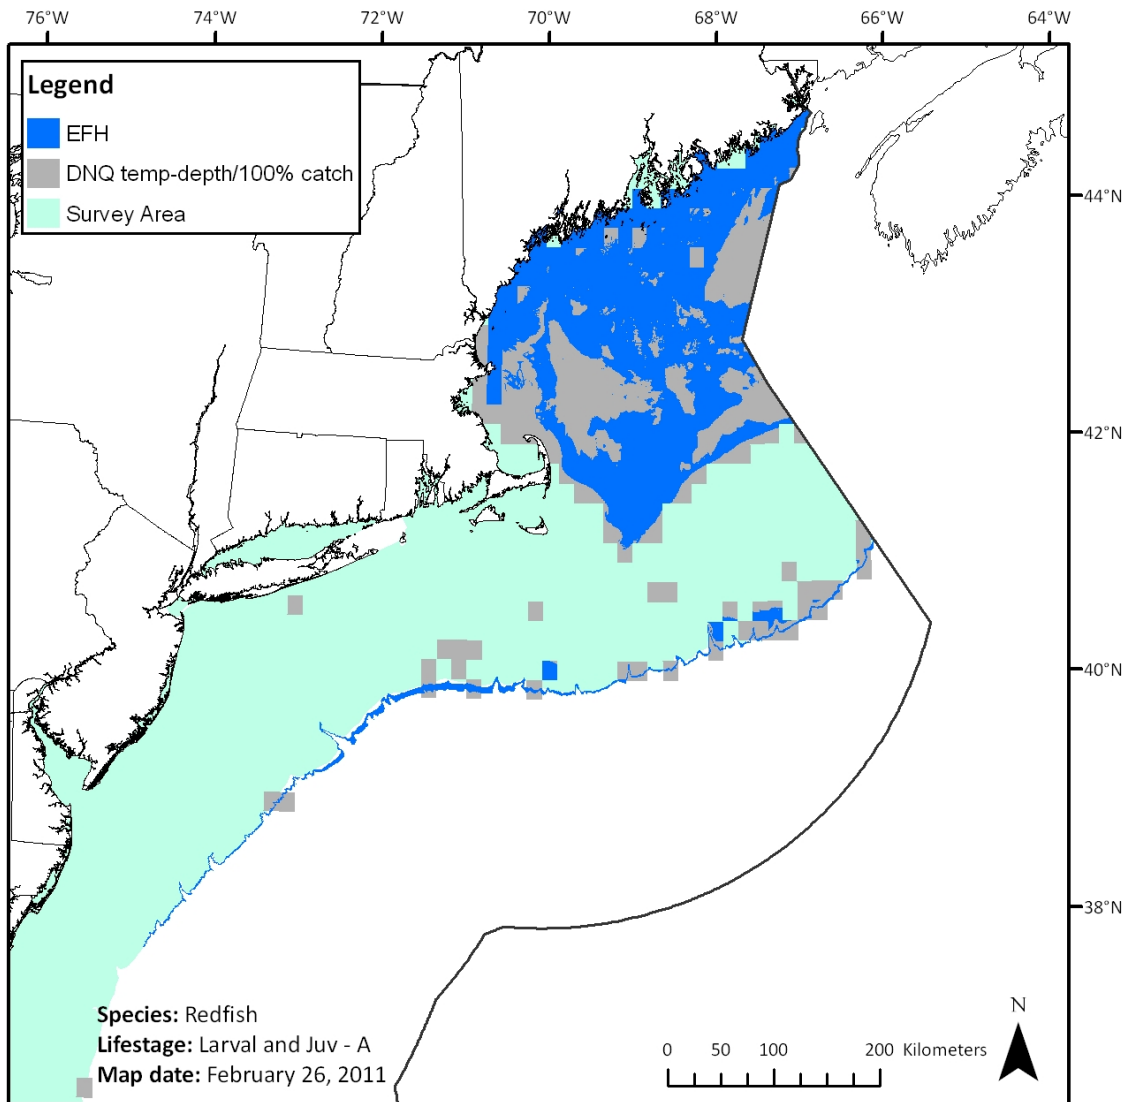 76°W 74°W 72°W 70°W 68°W 66°W 64°W
Legend
EFH
DNQ temp-depth/100% catch
Survey Area
44°N
42°N
40°N
38°N
Species: Redfish
Lifestage: Larval and Juv - A
Map date: February 26, 2011
N
0 50 100 200 Kilometers